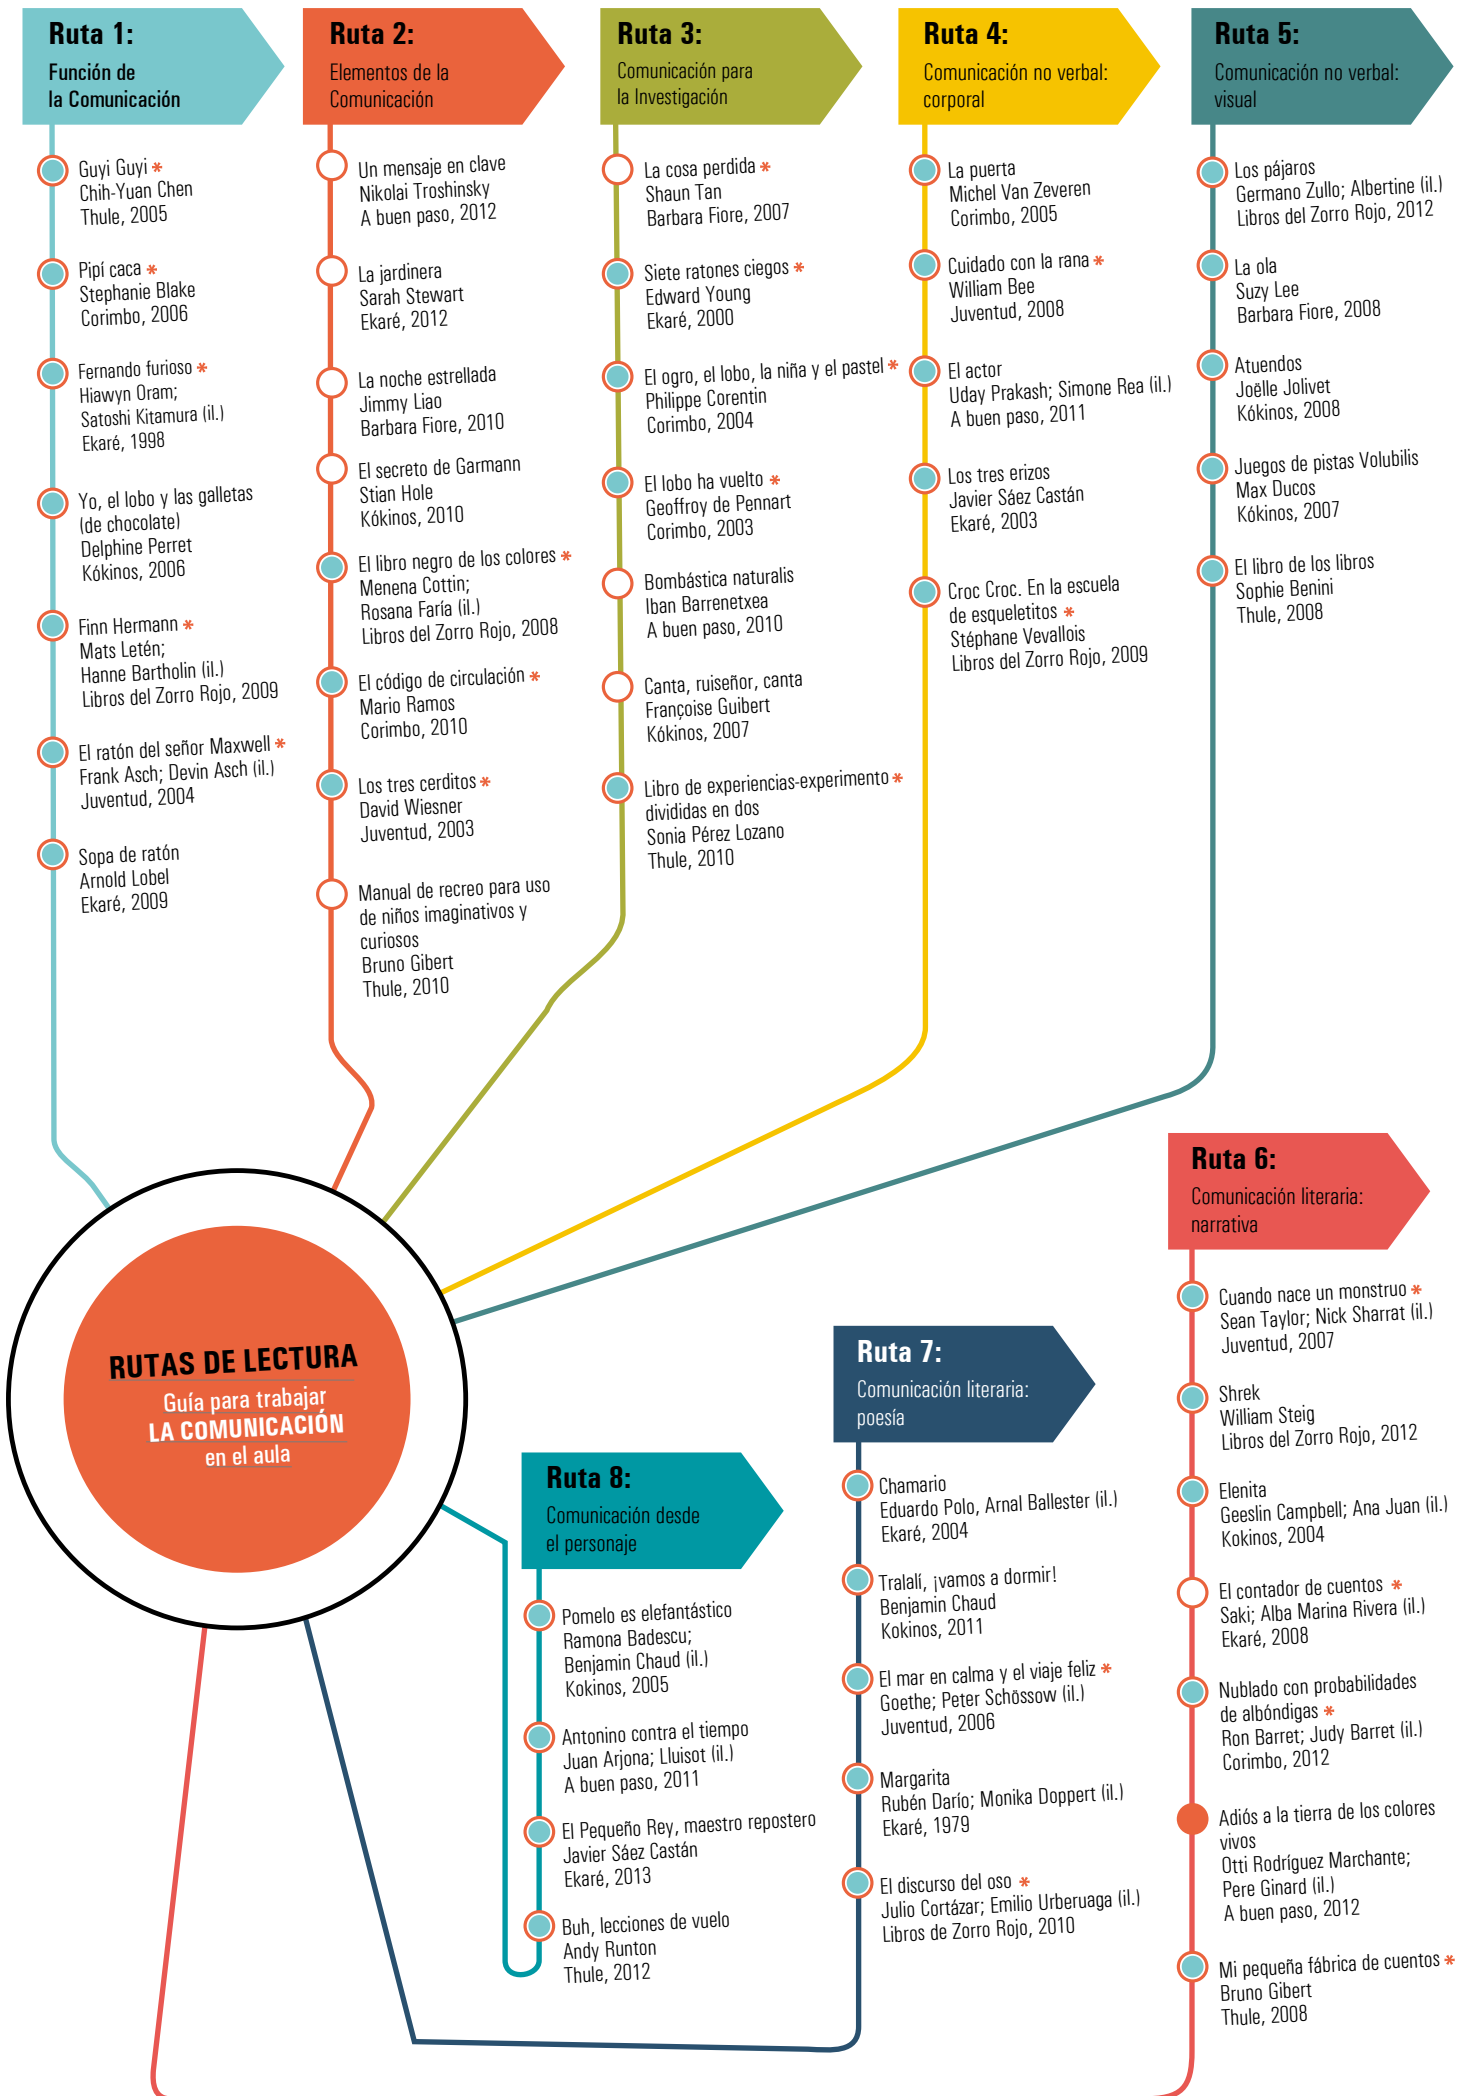 Ruta 1:
Función de
la Comunicación
Guyi Guyi *
Chih-Yuan Chen
Thule, 2005
Pipí caca *
Stephanie Blake
Corimbo, 2006
Fernando furioso *
Hiawyn Oram;
Satoshi Kitamura (il.)
Ekaré, 1998
Yo, el lobo y las galletas
(de chocolate)
Delphine Perret
Kókinos, 2006
Finn Hermann *
Mats Letén;
Hanne Bartholin (il.)
Libros del Zorro Rojo, 2009
El ratón del señor Maxwell *
Frank Asch; Devin Asch (il.)
Juventud, 2004
Sopa de ratón
Arnold Lobel
Ekaré, 2009
Ruta 2:
Elementos de la
Comunicación
Un mensaje en clave
Nikolai Troshinsky
A buen paso, 2012
La jardinera
Sarah Stewart
Ekaré, 2012
La noche estrellada
Jimmy Liao
Barbara Fiore, 2010
El secreto de Garmann
Stian Hole
Kókinos, 2010
El libro negro de los colores *
Menena Cottin;
Rosana Faría (il.)
Libros del Zorro Rojo, 2008
El código de circulación *
Mario Ramos
Corimbo, 2010
Los tres cerditos *
David Wiesner
Juventud, 2003
Manual de recreo para uso
de niños imaginativos y
curiosos
Bruno Gibert
Thule, 2010
Ruta 3:
Comunicación para
la Investigación
La cosa perdida *
Shaun Tan
Barbara Fiore, 2007
Siete ratones ciegos *
Edward Young
Ekaré, 2000
El ogro, el lobo, la niña y el pastel *
Philippe Corentin
Corimbo, 2004
El lobo ha vuelto *
Geoffroy de Pennart
Corimbo, 2003
Bombástica naturalis
Iban Barrenetxea
A buen paso, 2010
Canta, ruiseñor, canta
Françoise Guibert
Kókinos, 2007
Libro de experiencias-experimento *
divididas en dos
Sonia Pérez Lozano
Thule, 2010
Ruta 4:
Comunicación no verbal:
corporal
La puerta
Michel Van Zeveren
Corimbo, 2005
Cuidado con la rana *
William Bee
Juventud, 2008
El actor
Uday Prakash; Simone Rea (il.)
A buen paso, 2011
Los tres erizos
Javier Sáez Castán
Ekaré, 2003
Croc Croc. En la escuela
de esqueletitos *
Stéphane Vevallois
Libros del Zorro Rojo, 2009
Ruta 5:
Comunicación no verbal:
visual
Los pájaros
Germano Zullo; Albertine (il.)
Libros del Zorro Rojo, 2012
La ola
Suzy Lee
Barbara Fiore, 2008
Atuendos
Joëlle Jolivet
Kókinos, 2008
Juegos de pistas Volubilis
Max Ducos
Kókinos, 2007
El libro de los libros
Sophie Benini
Thule, 2008
RUTAS DE LECTURA
Guía para trabajar
LA COMUNICACIÓN
en el aula
Ruta 8:
Comunicación desde
el personaje
Pomelo es elefantástico
Ramona Badescu;
Benjamin Chaud (il.)
Kokinos, 2005
Antonino contra el tiempo
Juan Arjona; Lluisot (il.)
A buen paso, 2011
El Pequeño Rey, maestro repostero
Javier Sáez Castán
Ekaré, 2013
Buh, lecciones de vuelo
Andy Runton
Thule, 2012
Ruta 7:
Comunicación literaria:
poesía
Chamario
Eduardo Polo, Arnal Ballester (il.)
Ekaré, 2004
Tralalí, ¡vamos a dormir!
Benjamin Chaud
Kokinos, 2011
El mar en calma y el viaje feliz *
Goethe; Peter Schössow (il.)
Juventud, 2006
Margarita
Rubén Darío; Monika Doppert (il.)
Ekaré, 1979
El discurso del oso *
Julio Cortázar; Emilio Urberuaga (il.)
Libros de Zorro Rojo, 2010
Ruta 6:
Comunicación literaria:
narrativa
Cuando nace un monstruo *
Sean Taylor; Nick Sharrat (il.)
Juventud, 2007
Shrek
William Steig
Libros del Zorro Rojo, 2012
Elenita
Geeslin Campbell; Ana Juan (il.)
Kokinos, 2004
El contador de cuentos *
Saki; Alba Marina Rivera (il.)
Ekaré, 2008
Nublado con probabilidades
de albóndigas *
Ron Barret; Judy Barret (il.)
Corimbo, 2012
Adiós a la tierra de los colores
vivos
Otti Rodríguez Marchante;
Pere Ginard (il.)
A buen paso, 2012
Mi pequeña fábrica de cuentos *
Bruno Gibert
Thule, 2008